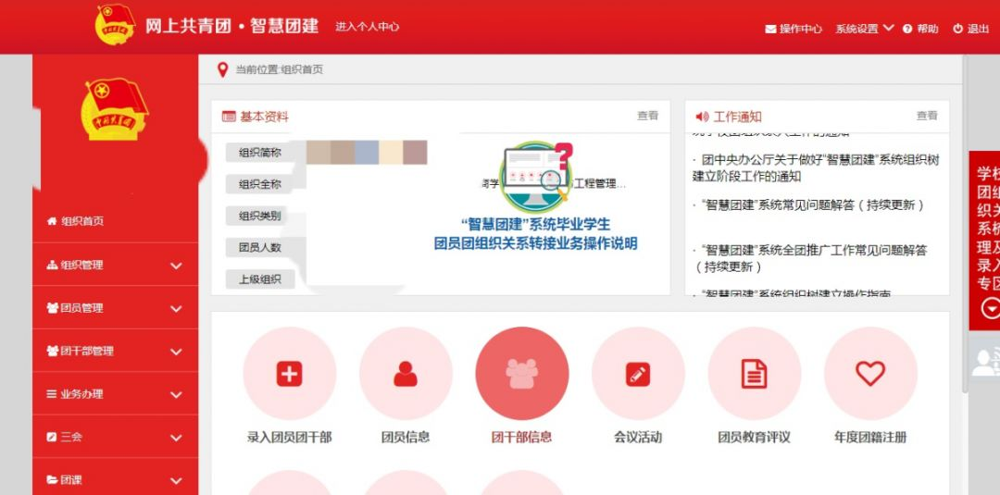 网上共青团·智慧团建 进入个人中心
操作中心 系统设置 帮助 退出
中国共青团
组织首页
组织管理
团员管理
团干部管理
业务办理
三会
团课
当前位置:组织首页
基本资料 查看
组织简称
组织全称
工程管理...
组织类别
团员人数
上级组织
“智慧团建”系统毕业学生
团员团组织关系转接业务操作说明
工作通知 查看
· 团中央办公厅关于做好“智慧团建”系统组织树
建立阶段工作的通知
· “智慧团建”系统常见问题解答（持续更新）
· “智慧团建”系统全团推广工作常见问题解答
（持续更新）
· “智慧团建”系统组织树建立操作指南
学校
团组
织关
系
理及
录入
专区
录入团员团干部
团员信息
团干部信息
会议活动
团员教育评议
年度团籍注册